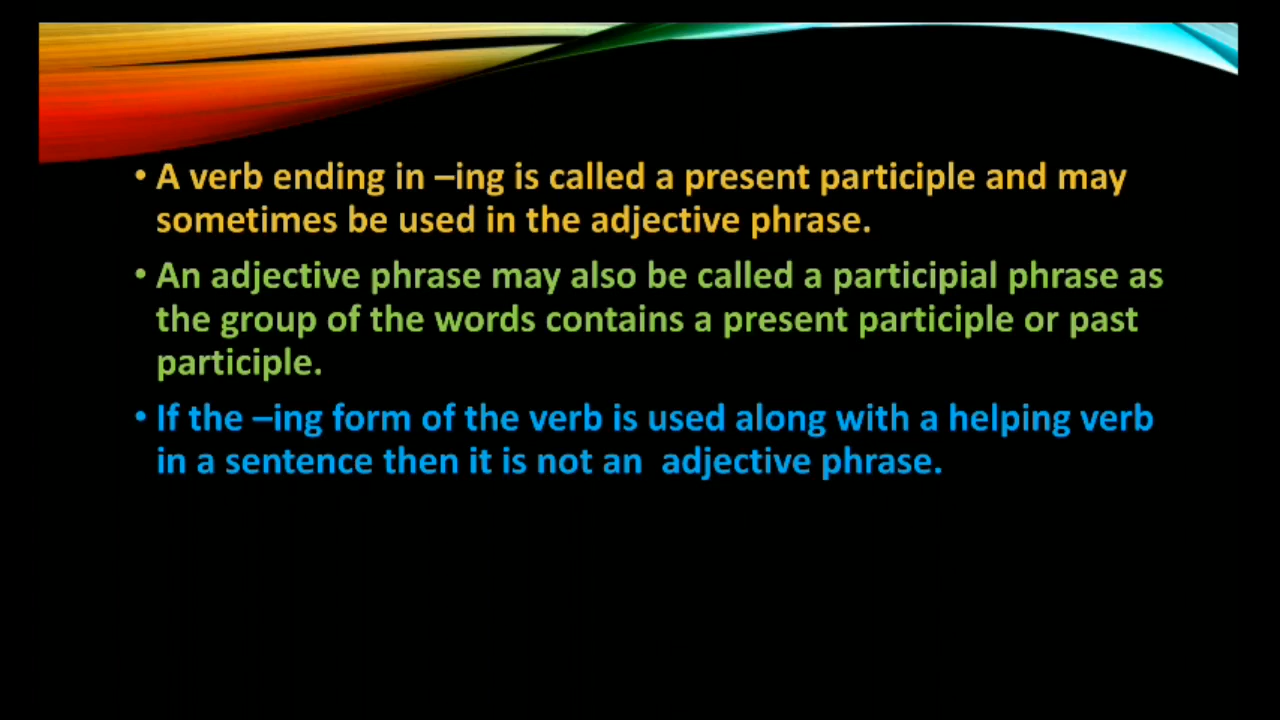 • A verb ending in –ing is called a present participle and may
sometimes be used in the adjective phrase.
• An adjective phrase may also be called a participial phrase as
the group of the words contains a present participle or past
participle.
• If the –ing form of the verb is used along with a helping verb
in a sentence then it is not an  adjective phrase.